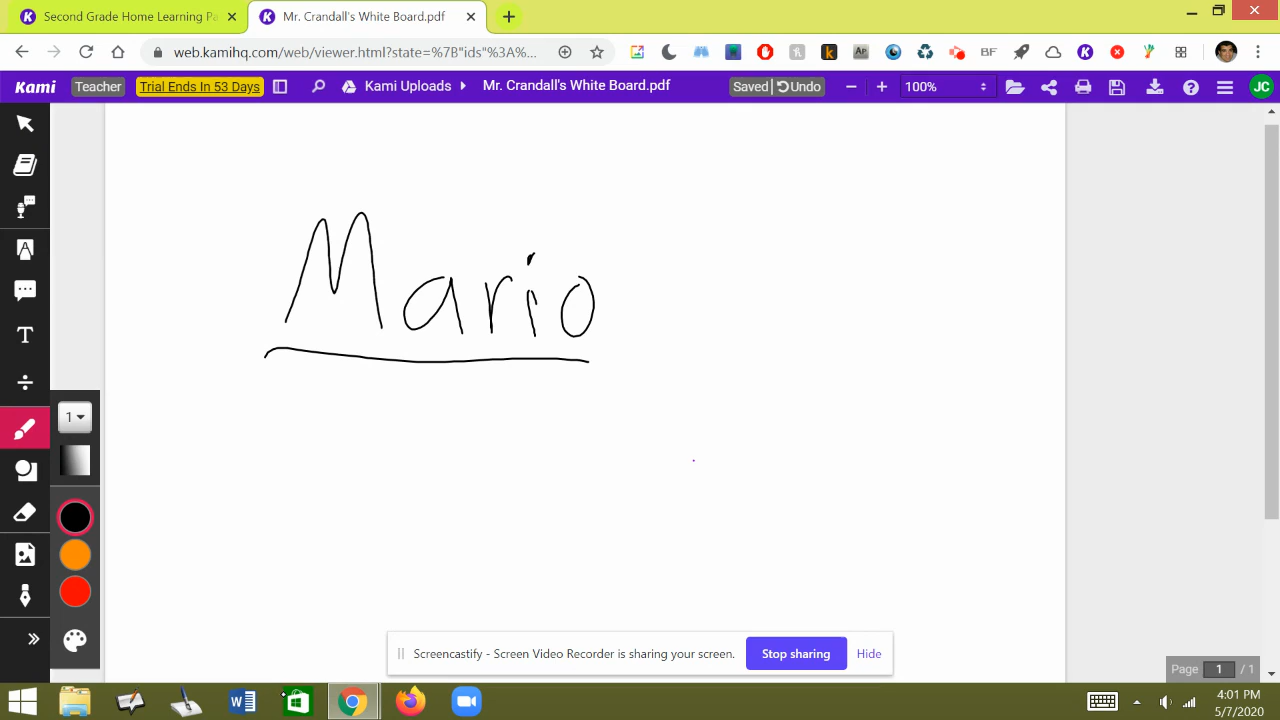 Second Grade Home Learning Pa
Mr. Crandall's White Board.pdf
web.kamihq.com/web/viewer.html?state=%7B"ids"%3A%...
BF
Kami
Teacher
Trial Ends In 53 Days
Kami Uploads
Mr. Crandall's White Board.pdf
Saved
Undo
100%
JC
Mario
1
Screencastify - Screen Video Recorder is sharing your screen.
Stop sharing
Hide
Page 1 / 1
4:01 PM
5/7/2020